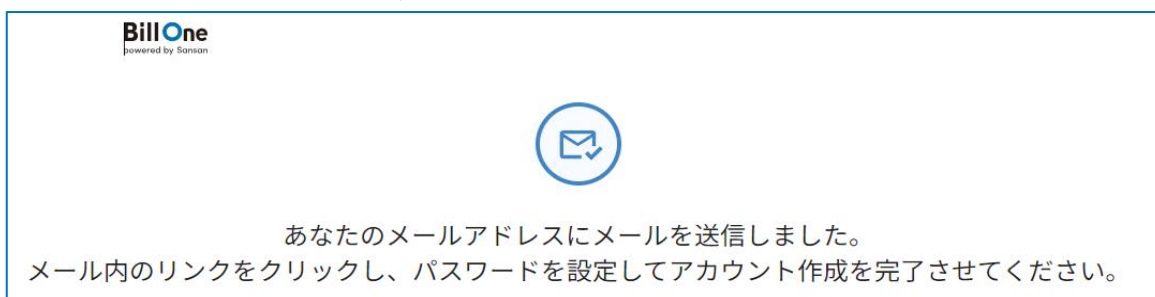 Bill One
powered by Sansan
あなたのメールアドレスにメールを送信しました。
メール内のリンクをクリックし、パスワードを設定してアカウント作成を完了させてください。